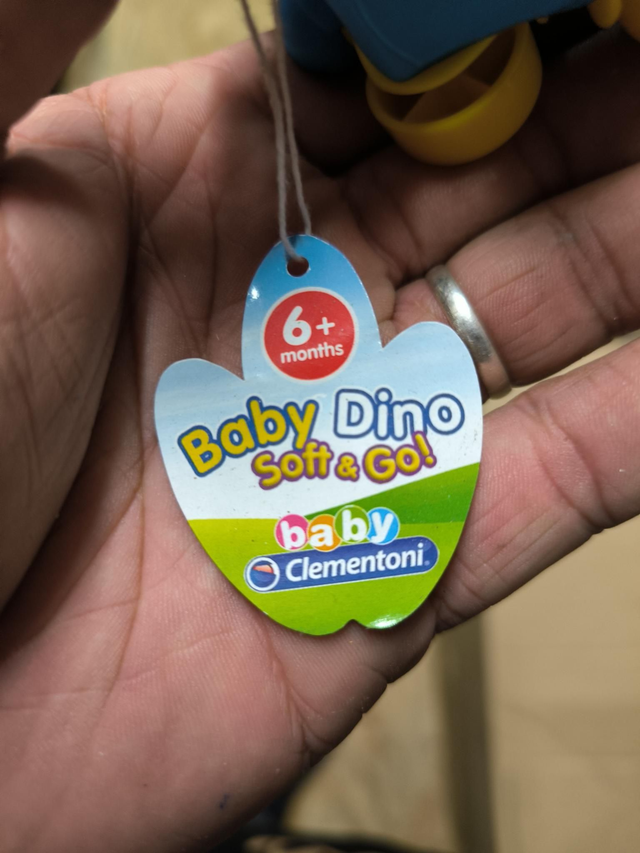 6+
months
Baby Dino
Soft & Go!
baby
Clementoni®